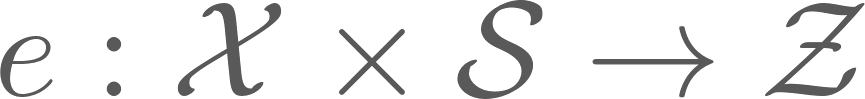 e : 𝒳 × 𝒮 → 𝒵